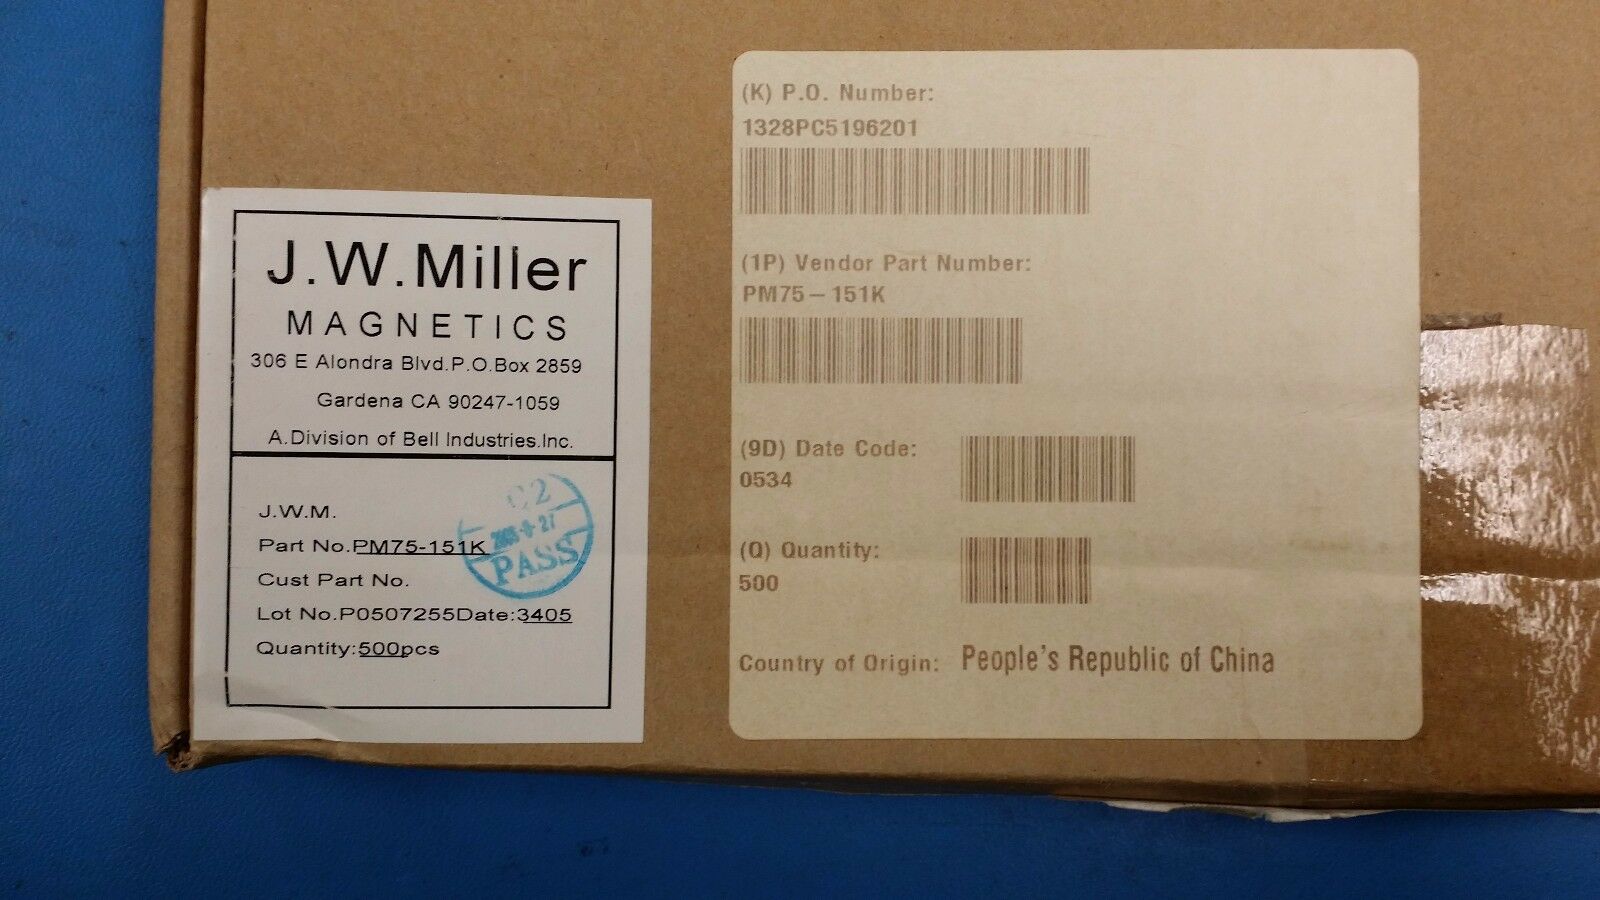 J.W.Miller
MAGNETICS
306 E Alondra Blvd.P.O.Box 2859
Gardena CA 90247-1059
A.Division of Bell Industries.Inc.
J.W.M.
Part No.PM75-151K
Cust Part No.
Lot No.P0507255Date:3405
Quantity:500pcs
C2
PASS
(K) P.O. Number:
1328PC5196201
(1P) Vendor Part Number:
PM75-151K
(9D) Date Code:
0534
(Q) Quantity:
500
Country of Origin: People's Republic of China